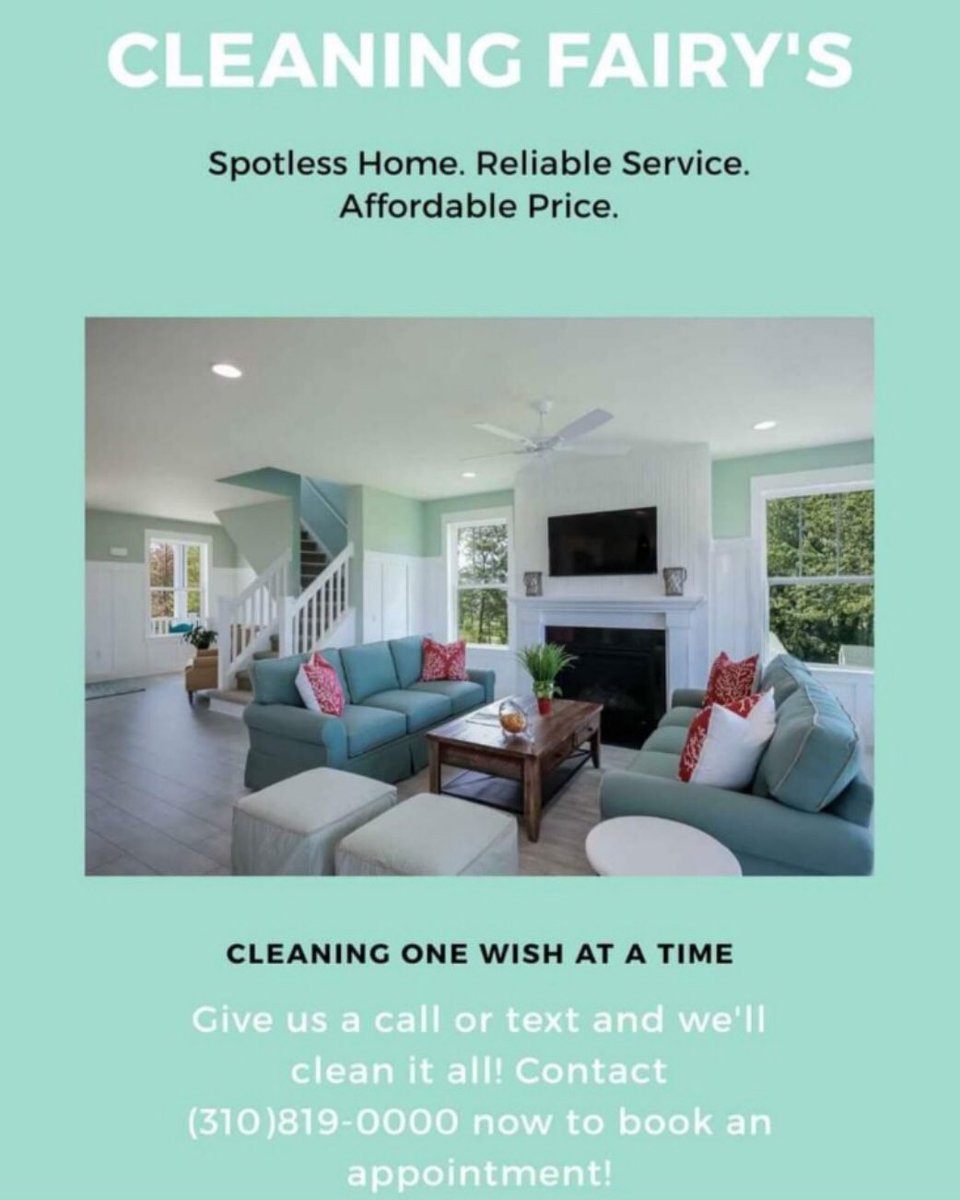 CLEANING FAIRY'S
Spotless Home. Reliable Service.
Affordable Price.
CLEANING ONE WISH AT A TIME
Give us a call or text and we'll
clean it all! Contact
(310)819-0000 now to book an
appointment!